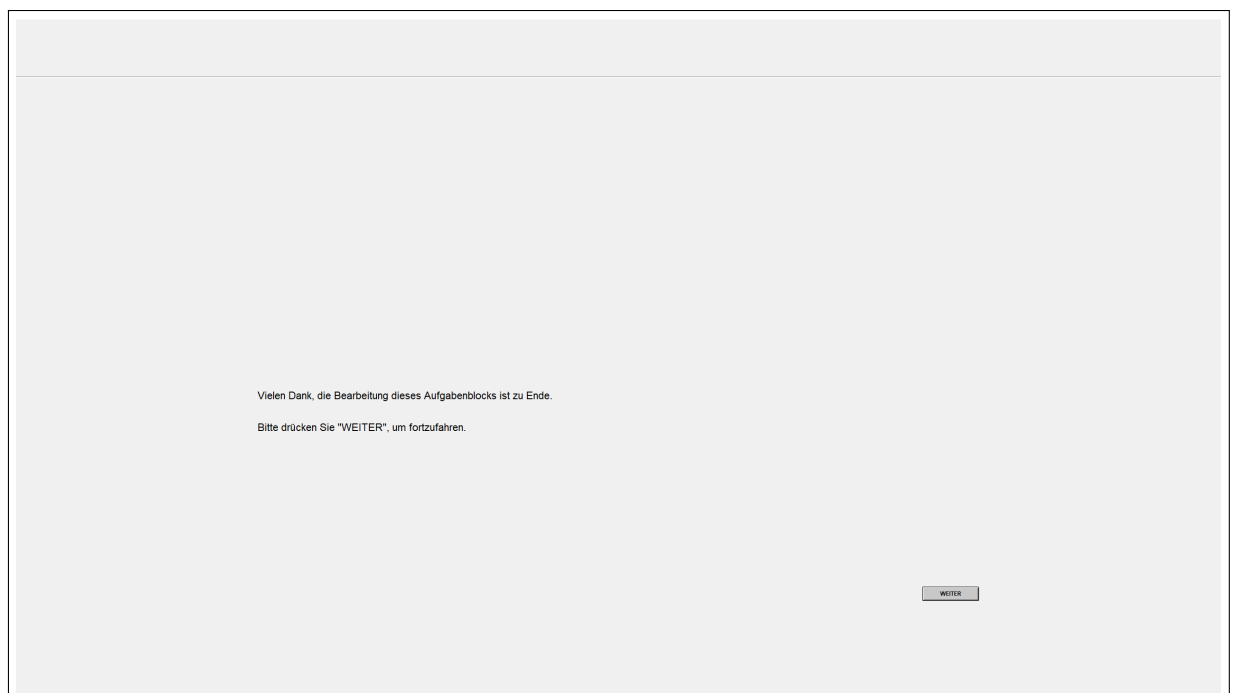 Vielen Dank, die Bearbeitung dieses Aufgabenblocks ist zu Ende.
Bitte drücken Sie "WEITER", um fortzufahren.
WEITER